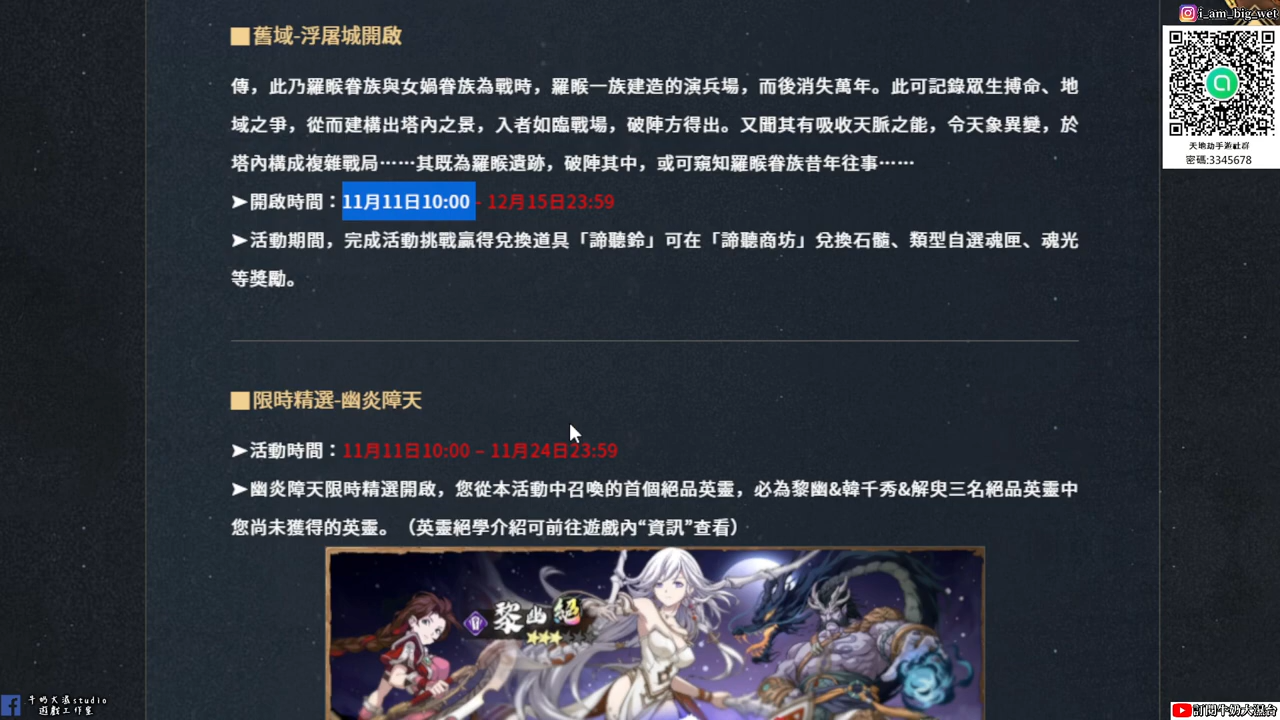 i_am_big_wet
■舊域-浮屠城開啟
傳，此乃羅睺眷族與女媧眷族為戰時，羅睺一族建造的演兵場，而後消失萬年。此可記錄眾生搏命、地
域之爭，從而建構出塔內之景，入者如臨戰場，破陣方得出。又聞其有吸收天脈之能，令天象異變，於
塔內構成複雜戰局……其既為羅睺遺跡，破陣其中，或可窺知羅睺眷族昔年往事……
天地劫手遊社群
密碼:3345678
➤開啟時間：11月11日10:00 - 12月15日23:59
➤活動期間，完成活動挑戰贏得兌換道具「諦聽鈴」可在「諦聽商坊」兌換石髓、類型自選魂匣、魂光
等獎勵。
■限時精選-幽炎障天
➤活動時間：11月11日10:00 – 11月24日23:59
➤幽炎障天限時精選開啟，您從本活動中召喚的首個絕品英靈，必為黎幽&韓千秀&解臾三名絕品英靈中
您尚未獲得的英靈。（英靈絕學介紹可前往遊戲內“資訊”查看）
黎幽 絕
牛奶大濕studio
遊戲工作室
訂閱牛奶大濕翁